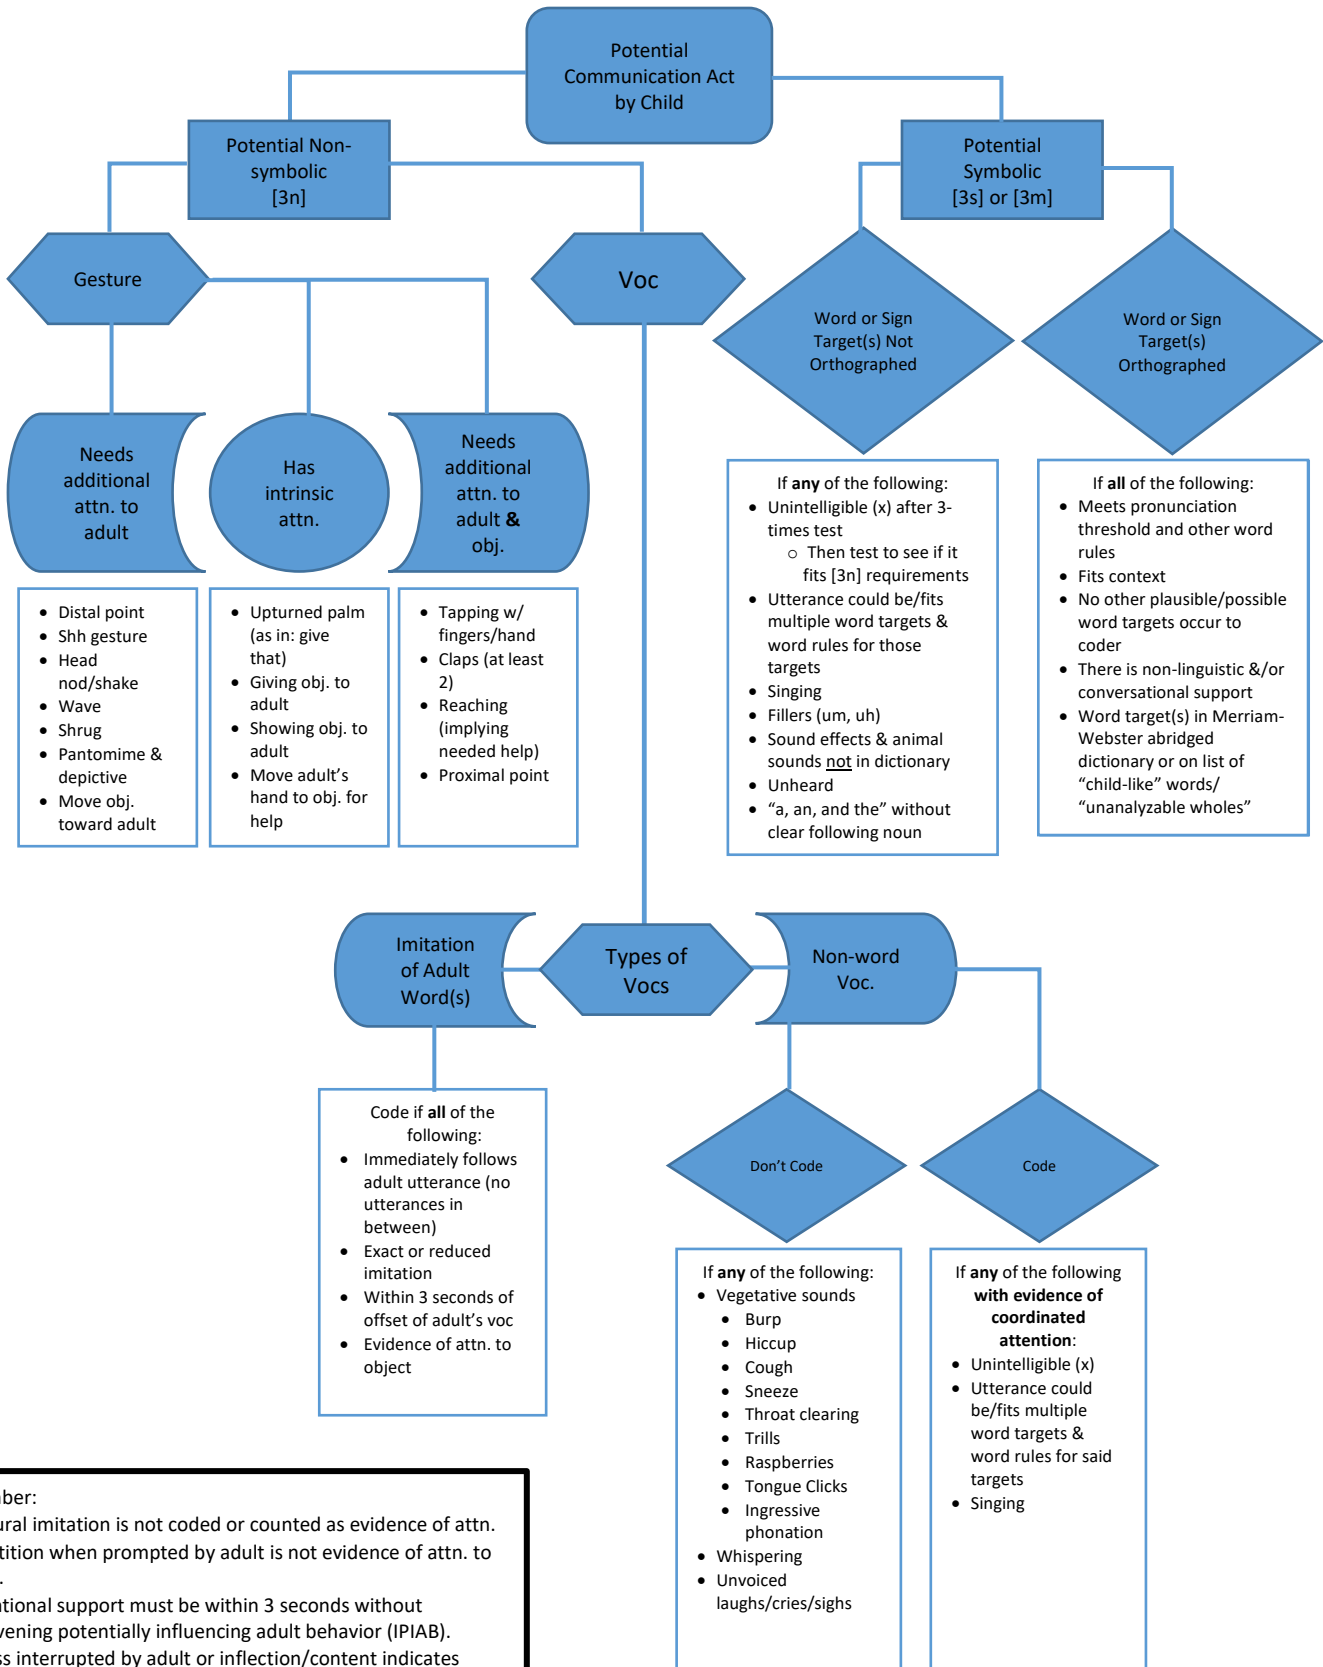 Potential
Communication Act
by Child
Potential Non-
symbolic
[3n]
Potential
Symbolic
[3s] or [3m]
Gesture
Voc
Word or Sign
Target(s) Not
Orthographed
Word or Sign
Target(s)
Orthographed
Needs
additional
attn. to
adult
Has
intrinsic
attn.
Needs
additional
attn. to
adult &
obj.
• Distal point
• Shh gesture
• Head
nod/shake
• Wave
• Shrug
• Pantomime &
depictive
• Move obj.
toward adult
• Upturned palm
(as in: give
that)
• Giving obj. to
adult
• Showing obj. to
adult
• Move adult’s
hand to obj. for
help
• Tapping w/
fingers/hand
• Claps (at least
2)
• Reaching
(implying
needed help)
• Proximal point
If any of the following:
• Unintelligible (x) after 3-
times test
o Then test to see if it
fits [3n] requirements
• Utterance could be/fits
multiple word targets &
word rules for those
targets
• Singing
• Fillers (um, uh)
• Sound effects & animal
sounds not in dictionary
• Unheard
• “a, an, and the” without
clear following noun
If all of the following:
• Meets pronunciation
threshold and other word
rules
• Fits context
• No other plausible/possible
word targets occur to
coder
• There is non-linguistic &/or
conversational support
• Word target(s) in Merriam-
Webster abridged
dictionary or on list of
“child-like” words/
“unanalyzable wholes”
Imitation
of Adult
Word(s)
Types of
Vocs
Non-word
Voc.
Code if all of the
following:
• Immediately follows
adult utterance (no
utterances in
between)
• Exact or reduced
imitation
• Within 3 seconds of
offset of adult’s voc
• Evidence of attn. to
object
Don’t Code
Code
If any of the following:
• Vegetative sounds
• Burp
• Hiccup
• Cough
• Sneeze
• Throat clearing
• Trills
• Raspberries
• Tongue Clicks
• Ingressive
phonation
• Whispering
• Unvoiced
laughs/cries/sighs
If any of the following
with evidence of
coordinated
attention:
• Unintelligible (x)
• Utterance could
be/fits multiple
word targets &
word rules for said
targets
• Singing
ber:
ural imitation is not coded or counted as evidence of attn.
tition when prompted by adult is not evidence of attn. to
.
ational support must be within 3 seconds without
vening potentially influencing adult behavior (IPIAB).
ss interrupted by adult or inflection/content indicates